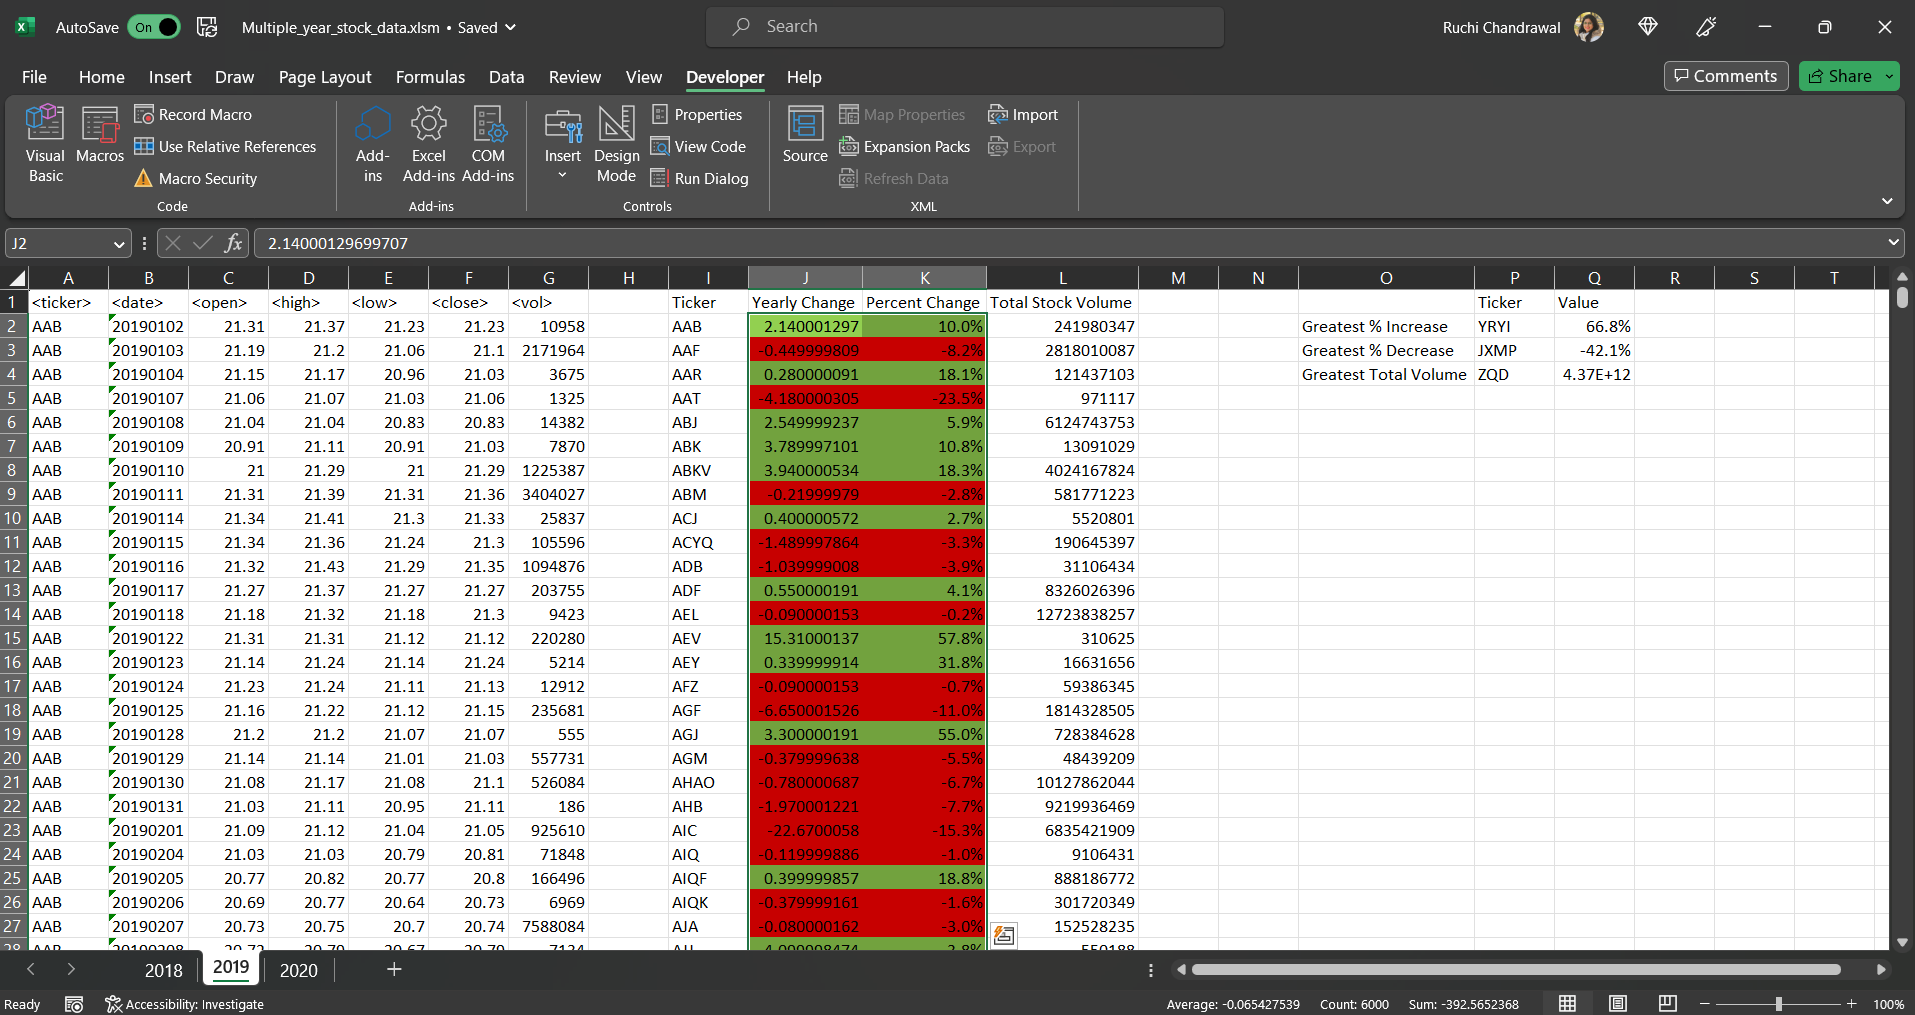 AutoSave On Multiple_year_stock_data.xlsm • Saved Search Ruchi Chandrawal
File Home Insert Draw Page Layout Formulas Data Review View Developer Help Comments Share
Visual Basic Macros Record Macro Use Relative References Macro Security Code
Add-ins Excel Add-ins COM Add-ins Add-ins
Insert Design Mode Properties View Code Run Dialog Controls
Source Map Properties Expansion Packs Refresh Data Import Export XML
J2 fx 2.14000129699707
A B C D E F G H I J K L M N O P Q R S T
1 <ticker> <date> <open> <high> <low> <close> <vol> Ticker Yearly Change Percent Change Total Stock Volume Ticker Value
2 AAB 20190102 21.31 21.37 21.23 21.23 10958 AAB 2.140001297 10.0% 241980347 Greatest % Increase YRYI 66.8%
3 AAB 20190103 21.19 21.2 21.06 21.1 2171964 AAF -0.449999809 -8.2% 2818010087 Greatest % Decrease JXMP -42.1%
4 AAB 20190104 21.15 21.17 20.96 21.03 3675 AAR 0.280000091 18.1% 121437103 Greatest Total Volume ZQD 4.37E+12
5 AAB 20190107 21.06 21.07 21.03 21.06 1325 AAT -4.180000305 -23.5% 971117
6 AAB 20190108 21.04 21.04 20.83 20.83 14382 ABJ 2.549999237 5.9% 6124743753
7 AAB 20190109 20.91 21.11 20.91 21.03 7870 ABK 3.789997101 10.8% 13091029
8 AAB 20190110 21 21.29 21 21.29 1225387 ABKV 3.940000534 18.3% 4024167824
9 AAB 20190111 21.31 21.39 21.31 21.36 3404027 ABM -0.21999979 -2.8% 581771223
10 AAB 20190114 21.34 21.41 21.3 21.33 25837 ACJ 0.400000572 2.7% 5520801
11 AAB 20190115 21.34 21.36 21.24 21.3 105596 ACYQ -1.489997864 -3.3% 190645397
12 AAB 20190116 21.32 21.43 21.29 21.35 1094876 ADB -1.039999008 -3.9% 31106434
13 AAB 20190117 21.27 21.37 21.27 21.27 203755 ADF 0.550000191 4.1% 8326026396
14 AAB 20190118 21.18 21.32 21.18 21.3 9423 AEL -0.090000153 -0.2% 12723838257
15 AAB 20190122 21.31 21.31 21.12 21.12 220280 AEV 15.31000137 57.8% 310625
16 AAB 20190123 21.14 21.24 21.14 21.24 5214 AEY 0.339999914 31.8% 16631656
17 AAB 20190124 21.23 21.24 21.11 21.13 12912 AFZ -0.090000153 -0.7% 59386345
18 AAB 20190125 21.16 21.22 21.12 21.15 235681 AGF -6.650001526 -11.0% 1814328505
19 AAB 20190128 21.2 21.2 21.07 21.07 555 AGJ 3.300000191 55.0% 728384628
20 AAB 20190129 21.14 21.14 21.01 21.03 557731 AGM -0.379999638 -5.5% 48439209
21 AAB 20190130 21.08 21.17 21.08 21.1 526084 AHAO -0.780000687 -6.7% 10127862044
22 AAB 20190131 21.03 21.11 20.95 21.11 186 AHB -1.970001221 -7.7% 9219936469
23 AAB 20190201 21.09 21.12 21.04 21.05 925610 AIC -22.6700058 -15.3% 6835421909
24 AAB 20190204 21.03 21.03 20.79 20.81 71848 AIQ -0.119999886 -1.0% 9106431
25 AAB 20190205 20.77 20.82 20.77 20.8 166496 AIQF 0.399999857 18.8% 888186772
26 AAB 20190206 20.69 20.77 20.64 20.73 6969 AIQK -0.379999161 -1.6% 301720349
27 AAB 20190207 20.73 20.75 20.7 20.74 7588084 AJA -0.080000162 -3.0% 152528235
2018 2019 2020
Ready Accessibility: Investigate Average: -0.065427539 Count: 6000 Sum: -392.5652368 100%